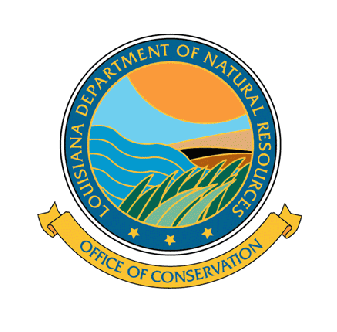 LOUISIANA DEPARTMENT OF NATURAL RESOURCES
OFFICE OF CONSERVATION